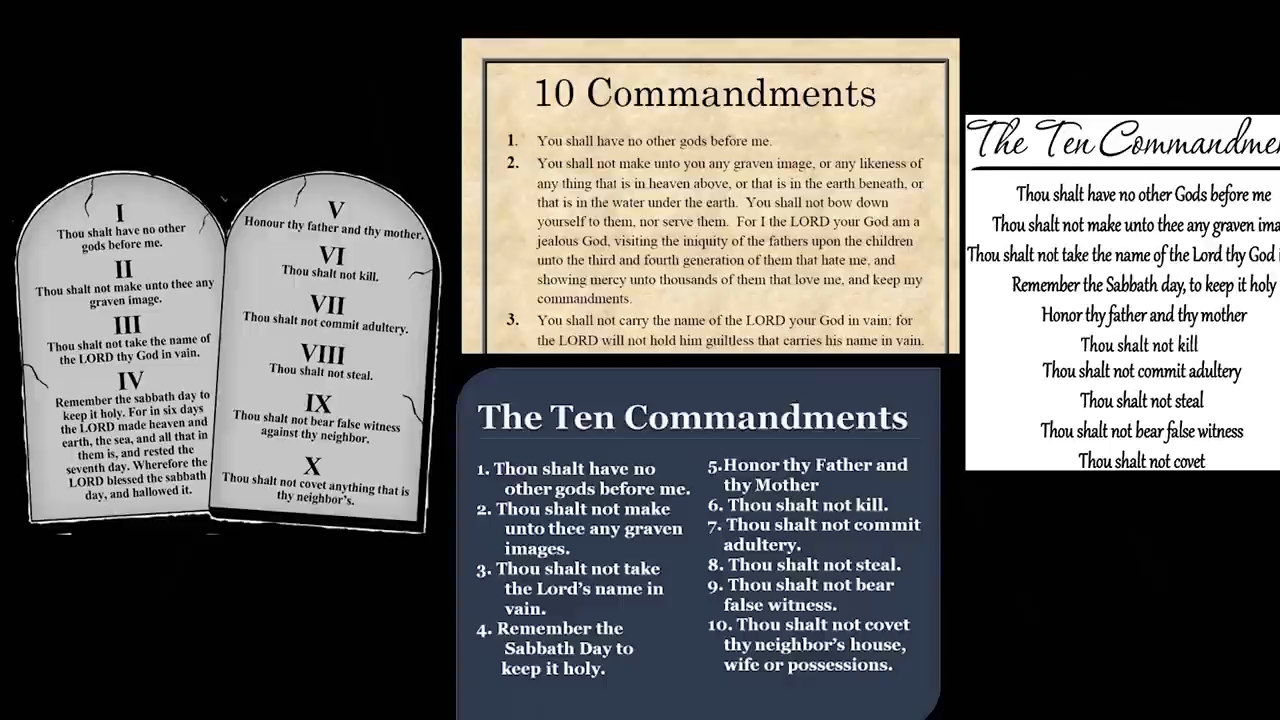 I
Thou shalt have no other
gods before me.
II
Thou shalt not make unto thee any
graven image.
III
Thou shalt not take the name of
the LORD thy God in vain.
IV
Remember the sabbath day to
keep it holy. For in six days
the LORD made heaven and
earth, the sea, and all that in
them is, and rested the
seventh day. Wherefore the
LORD blessed the sabbath
day, and hallowed it.
V
Honour thy father and thy mother.
VI
Thou shalt not kill.
VII
Thou shalt not commit adultery.
VIII
Thou shalt not steal.
IX
Thou shalt not bear false witness
against thy neighbor.
X
Thou shalt not covet anything that is
thy neighbor's.
10 Commandments
1. You shall have no other gods before me.
2. You shall not make unto you any graven image, or any likeness of
any thing that is in heaven above, or that is in the earth beneath, or
that is in the water under the earth. You shall not bow down
yourself to them, nor serve them. For I the LORD your God am a
jealous God, visiting the iniquity of the fathers upon the children
unto the third and fourth generation of them that hate me, and
showing mercy unto thousands of them that love me, and keep my
commandments.
3. You shall not carry the name of the LORD your God in vain; for
the LORD will not hold him guiltless that carries his name in vain.
The Ten Commandments
1. Thou shalt have no
other gods before me.
2. Thou shalt not make
unto thee any graven
images.
3. Thou shalt not take
the Lord's name in
vain.
4. Remember the
Sabbath Day to
keep it holy.
5.Honor thy Father and
thy Mother
6. Thou shalt not kill.
7. Thou shalt not commit
adultery.
8. Thou shalt not steal.
9. Thou shalt not bear
false witness.
10. Thou shalt not covet
thy neighbor's house,
wife or possessions.
The Ten Commandmen
Thou shalt have no other Gods before me
Thou shalt not make unto thee any graven ima
Thou shalt not take the name of the Lord thy God
Remember the Sabbath day, to keep it holy
Honor thy father and thy mother
Thou shalt not kill
Thou shalt not commit adultery
Thou shalt not steal
Thou shalt not bear false witness
Thou shalt not covet